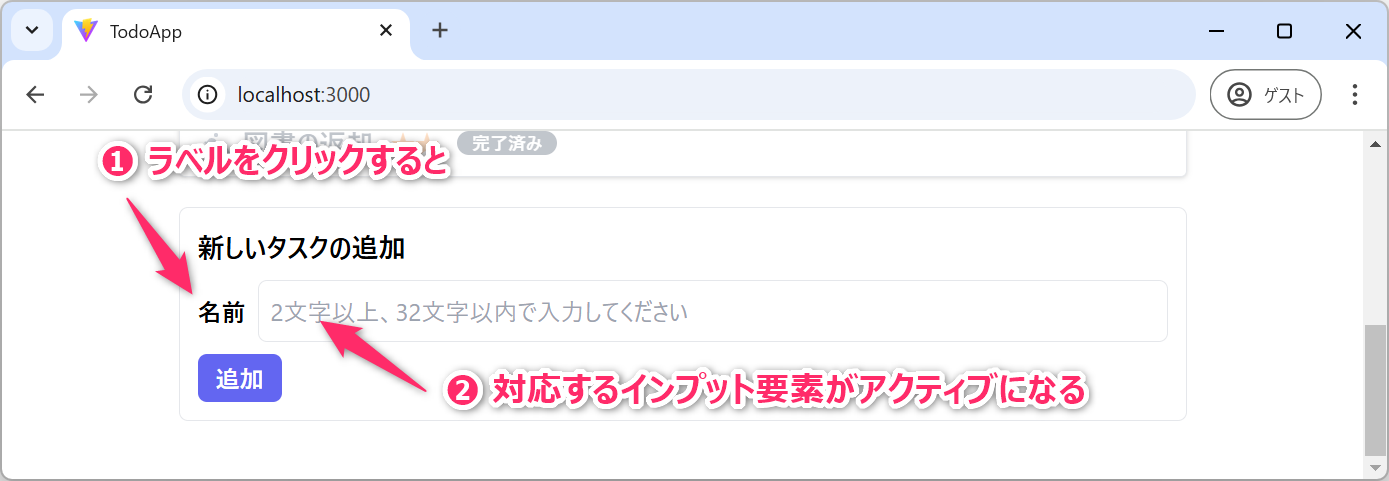 TodoApp
localhost:3000
ゲスト
図書の返却
完了済み
❶ ラベルをクリックすると
新しいタスクの追加
名前
2文字以上、32文字以内で入力してください
追加
❷ 対応するインプット要素がアクティブになる